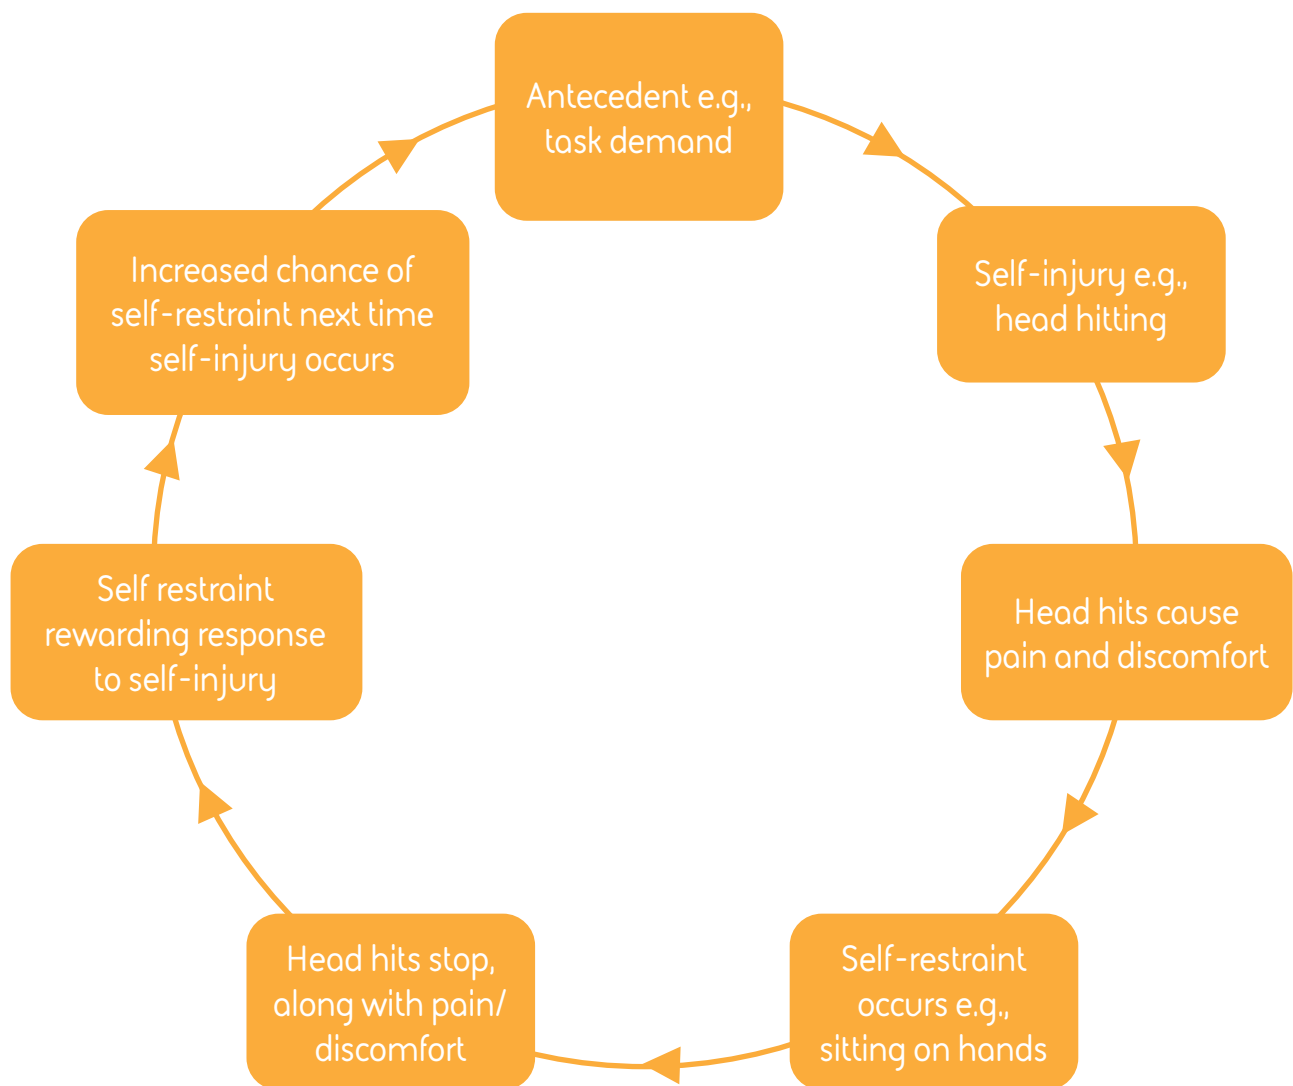 Antecedent e.g.,
task demand
Self-injury e.g.,
head hitting
Head hits cause
pain and discomfort
Self-restraint
occurs e.g.,
sitting on hands
Head hits stop,
along with pain/
discomfort
Self restraint
rewarding response
to self-injury
Increased chance of
self-restraint next time
self-injury occurs